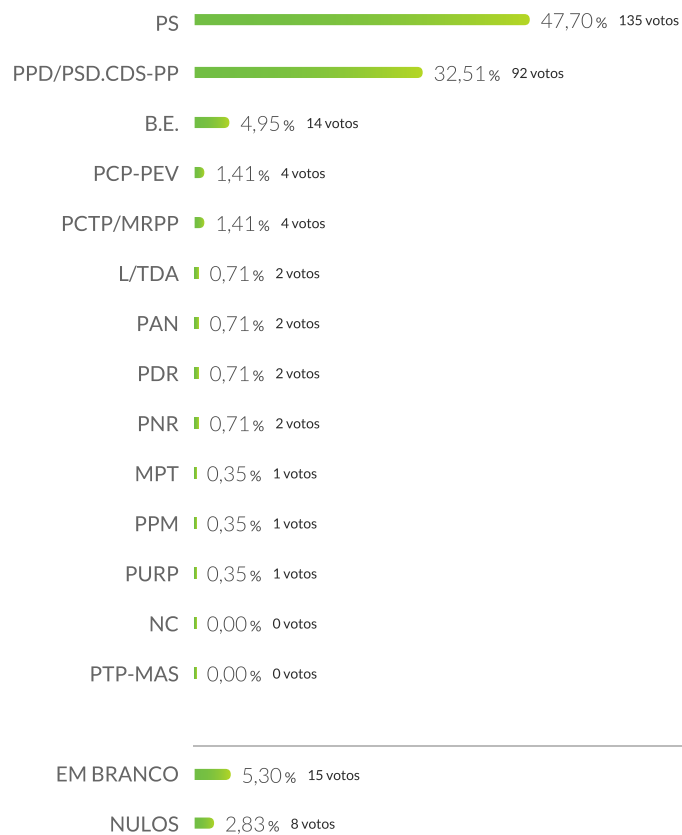 PS 47,70% 135 votos
PPD/PSD.CDS-PP 32,51% 92 votos
B.E. 4,95% 14 votos
PCP-PEV 1,41% 4 votos
PCTP/MRPP 1,41% 4 votos
L/TDA 0,71% 2 votos
PAN 0,71% 2 votos
PDR 0,71% 2 votos
PNR 0,71% 2 votos
MPT 0,35% 1 votos
PPM 0,35% 1 votos
PURP 0,35% 1 votos
NC 0,00% 0 votos
PTP-MAS 0,00% 0 votos
EM BRANCO 5,30% 15 votos
NULOS 2,83% 8 votos